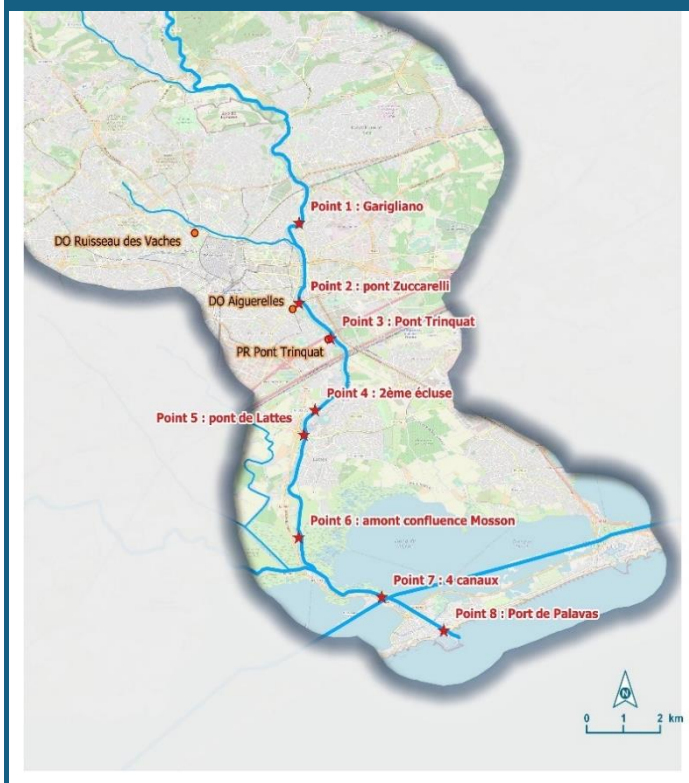 Point 1 : Garigliano
DO Ruisseau des Vaches
Point 2 : pont Zuccarelli
DO Aiguerelles
Point 3 : Pont Trinquat
PR Pont Trinquat
Point 4 : 2ème écluse
Point 5 : pont de Lattes
Point 6 : amont confluence Mosson
Point 7 : 4 canaux
Point 8 : Port de Palavas
N
0 1 2 km